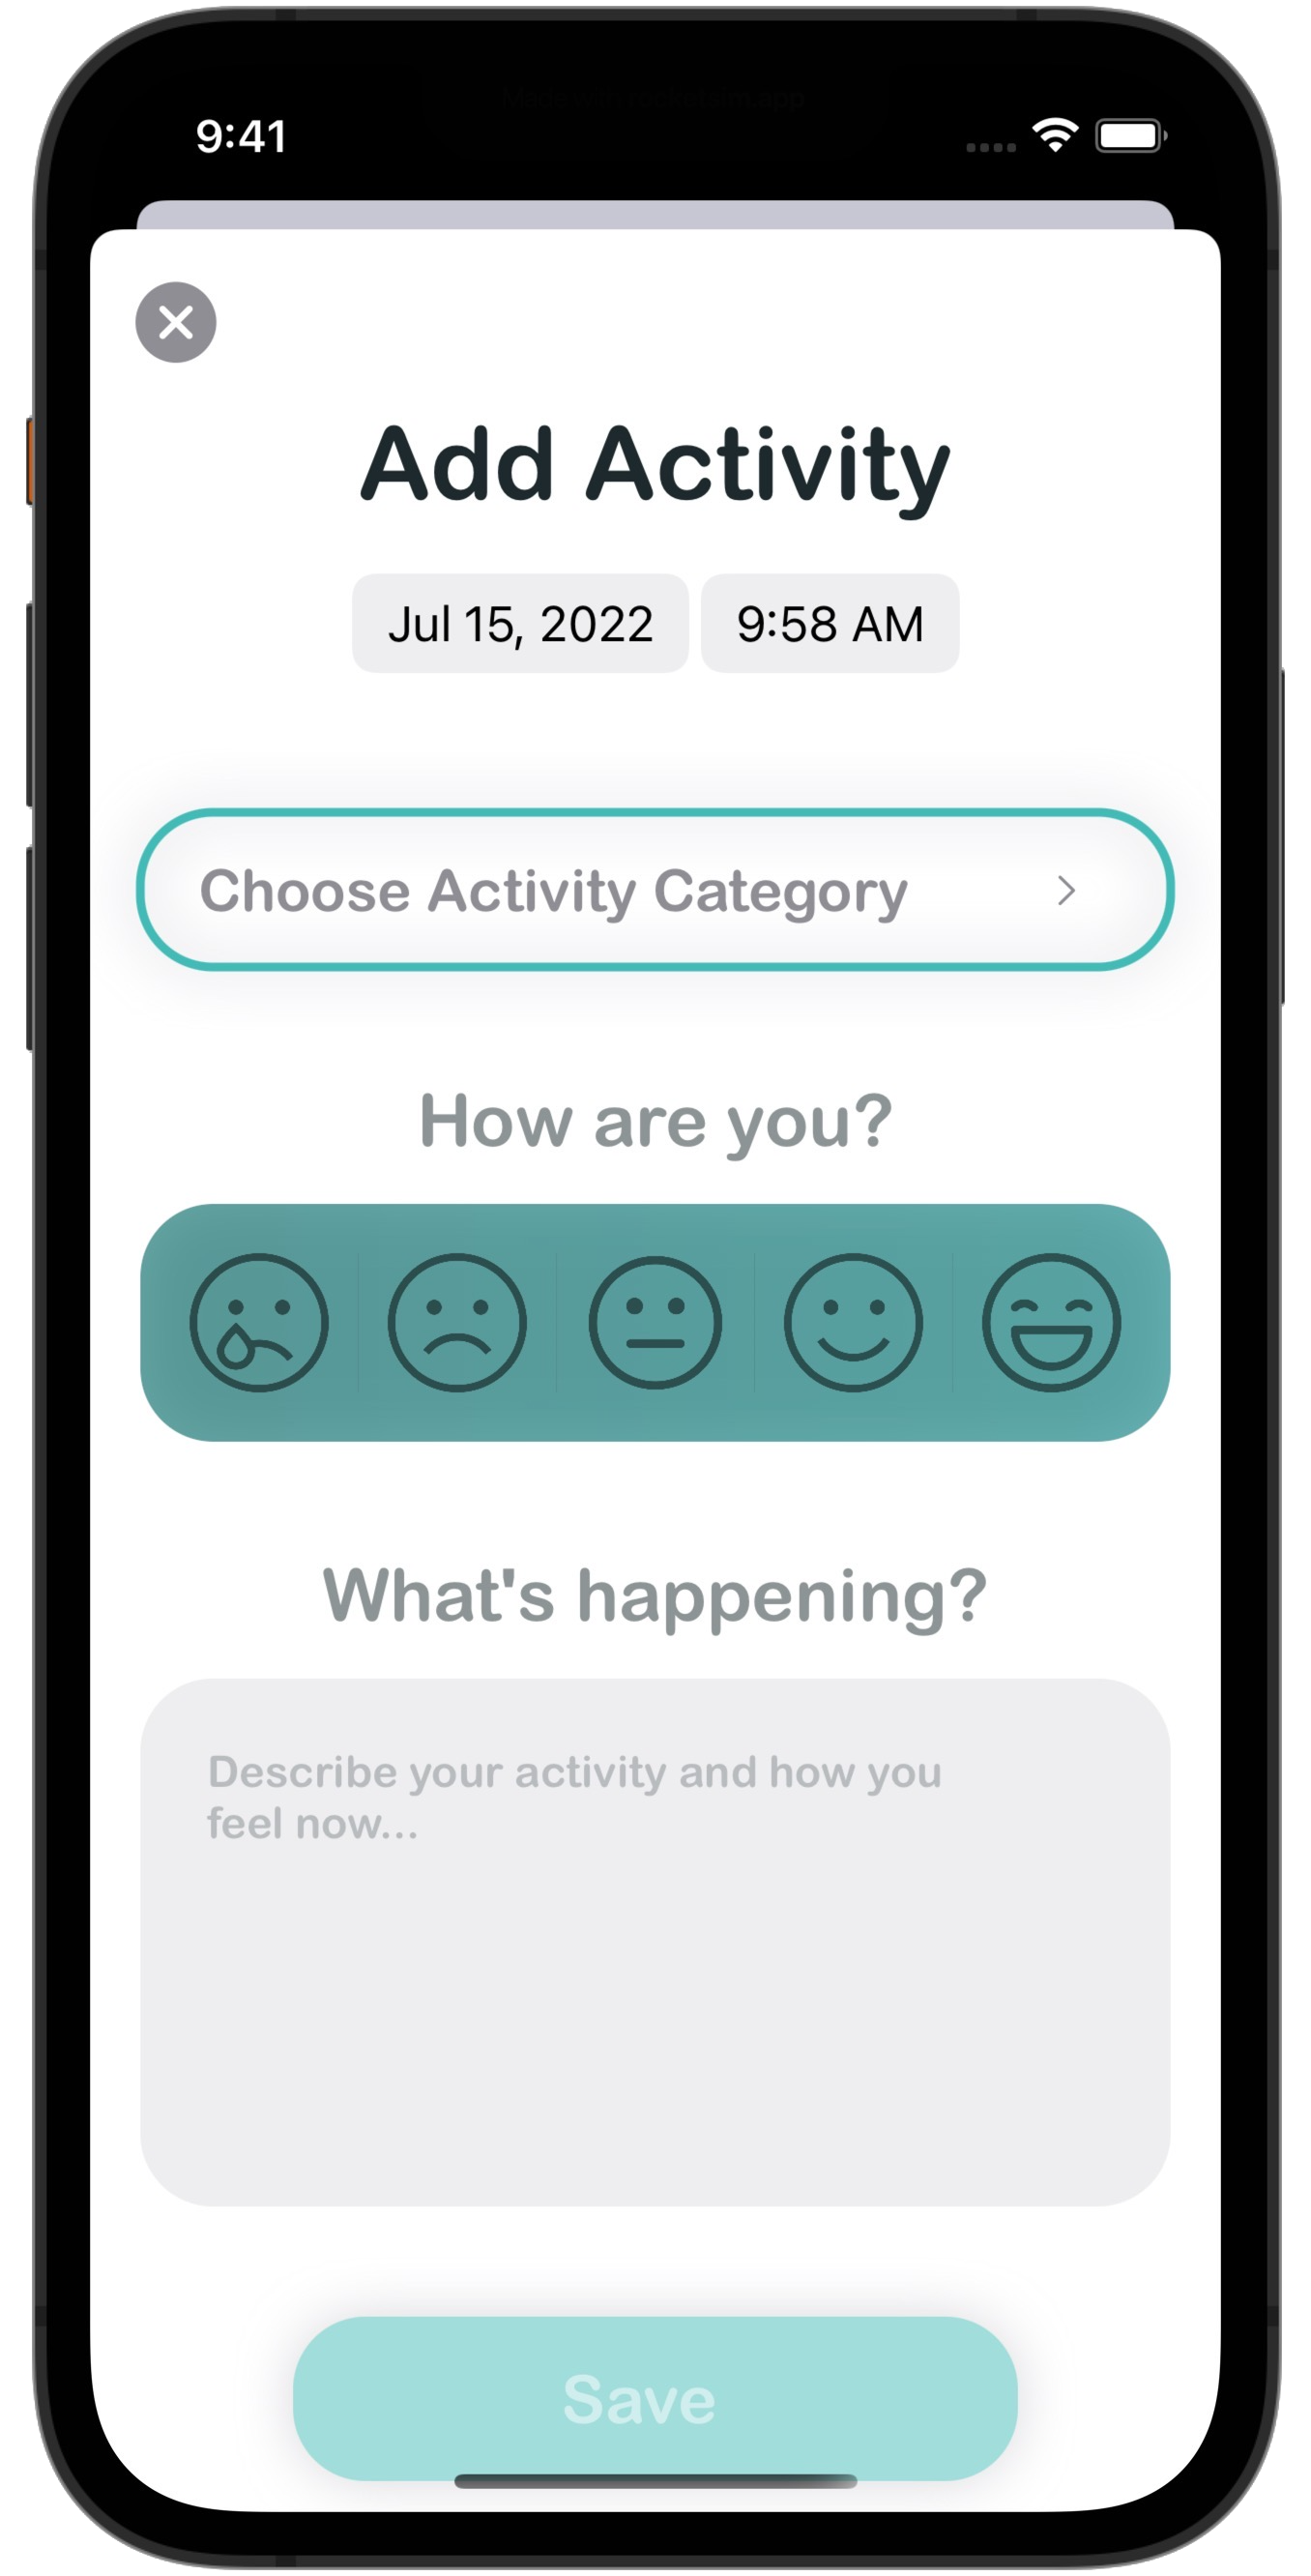 9:41
Add Activity
Jul 15, 2022 9:58 AM
Choose Activity Category
How are you?
What's happening?
Describe your activity and how you
feel now...
Save